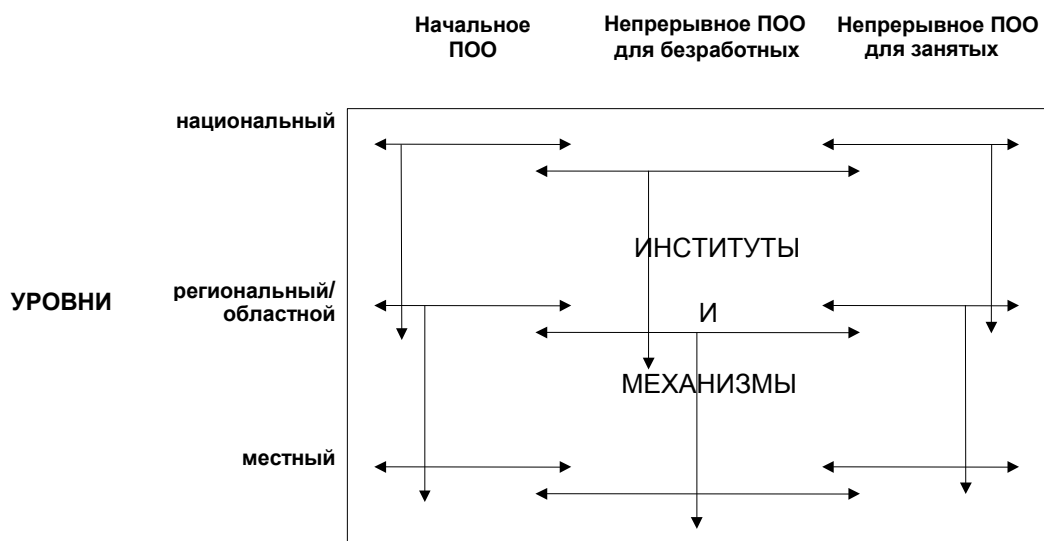 Начальное
ПОО
Непрерывное ПОО
для безработных
Непрерывное ПОО
для занятых
национальный
ИНСТИТУТЫ
УРОВНИ
региональный/
областной
И
МЕХАНИЗМЫ
местный